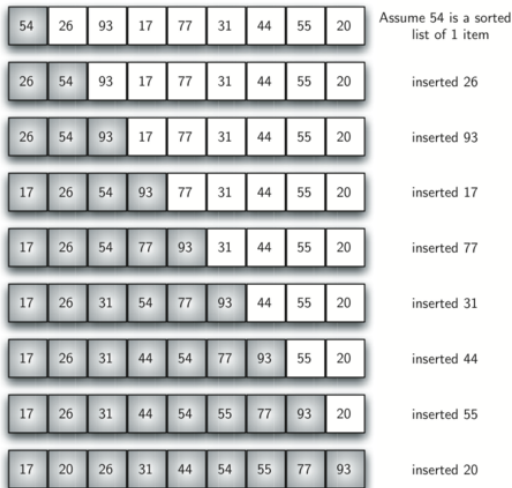 54 26 93 17 77 31 44 55 20 Assume 54 is a sorted
list of 1 item
26 54 93 17 77 31 44 55 20 inserted 26
26 54 93 17 77 31 44 55 20 inserted 93
17 26 54 93 77 31 44 55 20 inserted 17
17 26 54 77 93 31 44 55 20 inserted 77
17 26 31 54 77 93 44 55 20 inserted 31
17 26 31 44 54 77 93 55 20 inserted 44
17 26 31 44 54 55 77 93 20 inserted 55
17 20 26 31 44 54 55 77 93 inserted 20